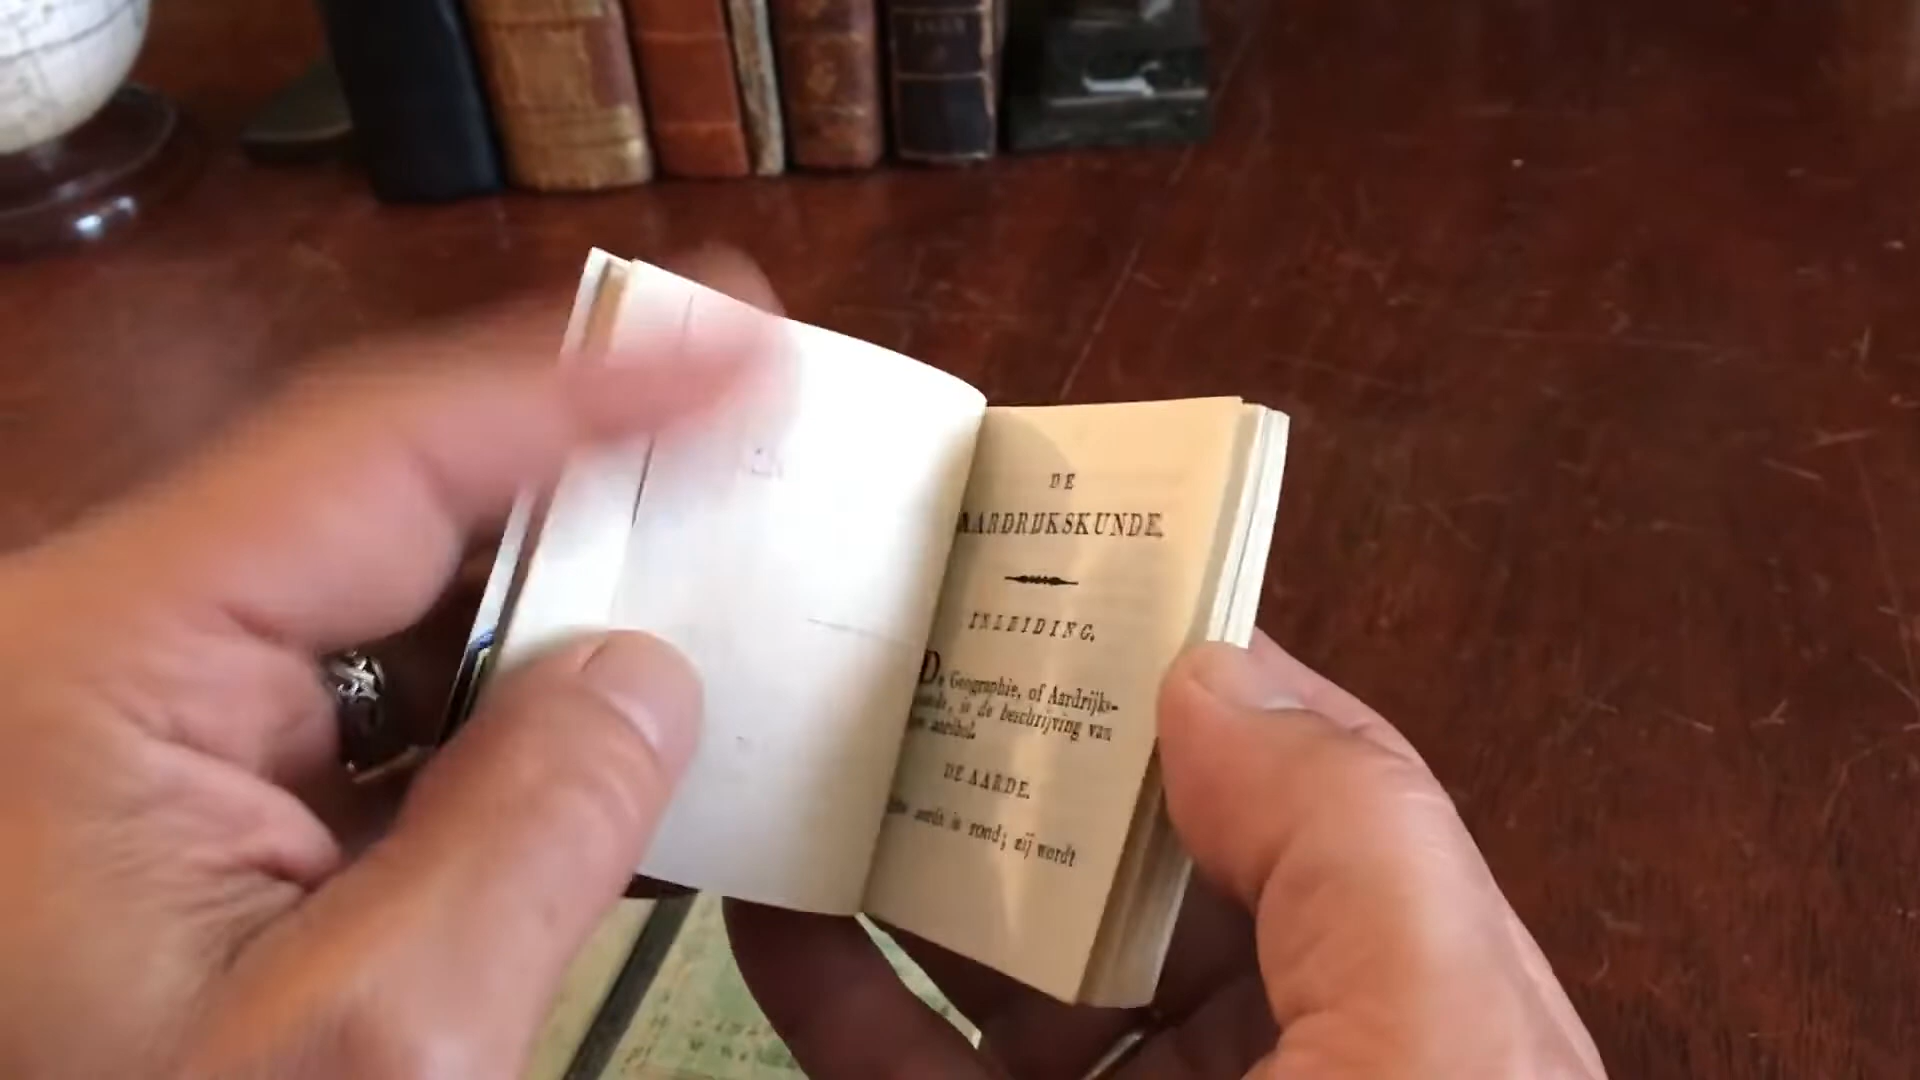 DE
AARDRIJKSKUNDE,
INLEIDING.
De Geographie, of Aardrijks-
is de beschrijving van
DE AARDE.
aarde is rond; zij wordt